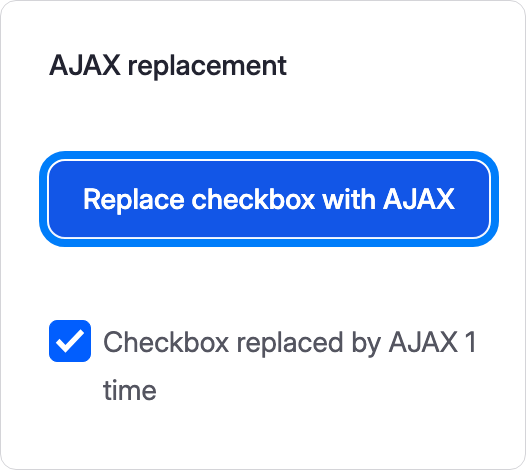 AJAX replacement
Replace checkbox with AJAX
Checkbox replaced by AJAX 1
time